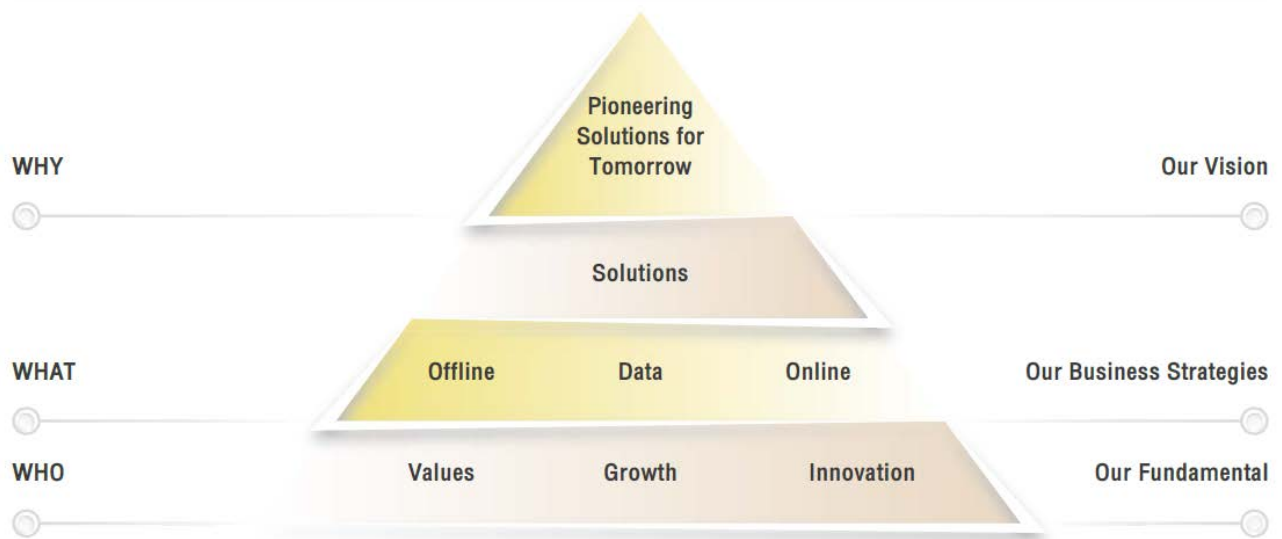 Pioneering
Solutions for
Tomorrow
WHY
Our Vision
Solutions
WHAT
Offline
Data
Online
Our Business Strategies
WHO
Values
Growth
Innovation
Our Fundamental